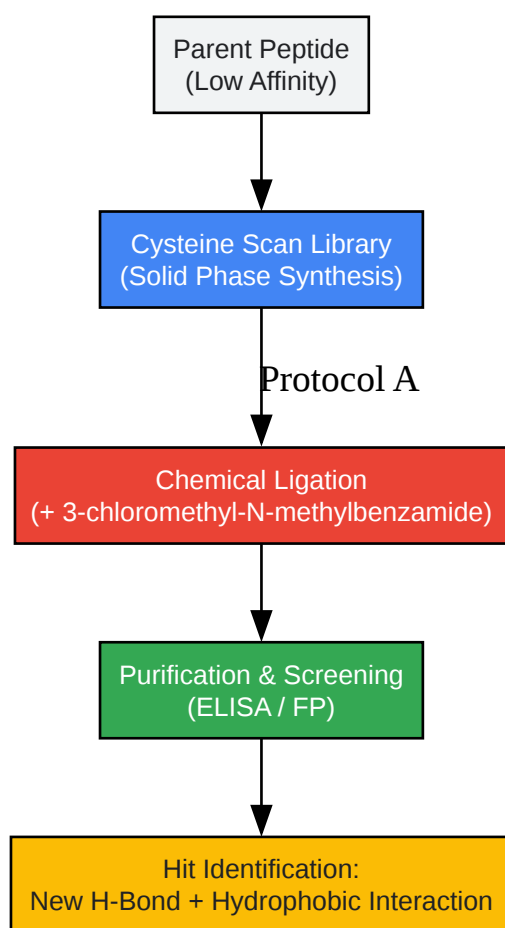 Parent Peptide
(Low Affinity)
Cysteine Scan Library
(Solid Phase Synthesis)
Protocol A
Chemical Ligation
(+ 3-chloromethyl-N-methylbenzamide)
Purification & Screening
(ELISA / FP)
Hit Identification:
New H-Bond + Hydrophobic Interaction